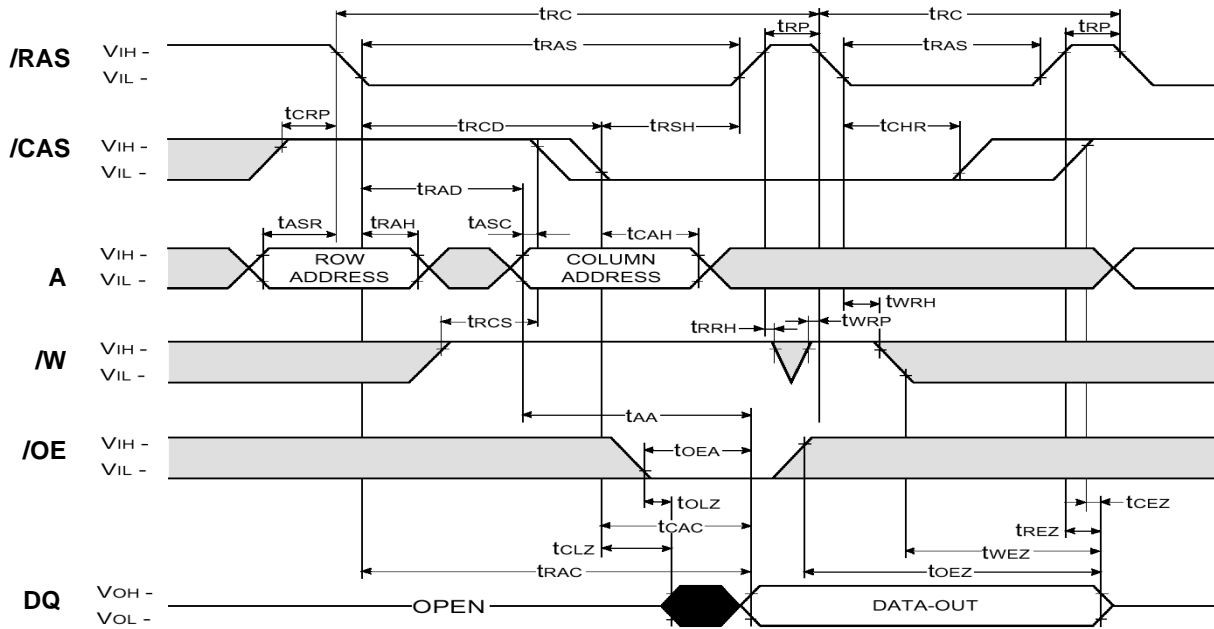 tRC tRC
tRP tRP
/RAS VIH - tRAS tRAS
VIL -
tCRP tRCD tRSH tCHR
/CAS VIH -
VIL -
tRAD
tASR tRAH tASC tCAH
A VIH - ROW ADDRESS COLUMN ADDRESS
VIL -
tWRH
tRCS tRRH tWRP
/W VIH -
VIL -
tAA
/OE VIH - tOEA
VIL -
tOLZ tCEZ
tCAC tREZ
tCLZ tWEZ
tRAC tOEZ
DQ VOH - OPEN DATA-OUT
VOL -